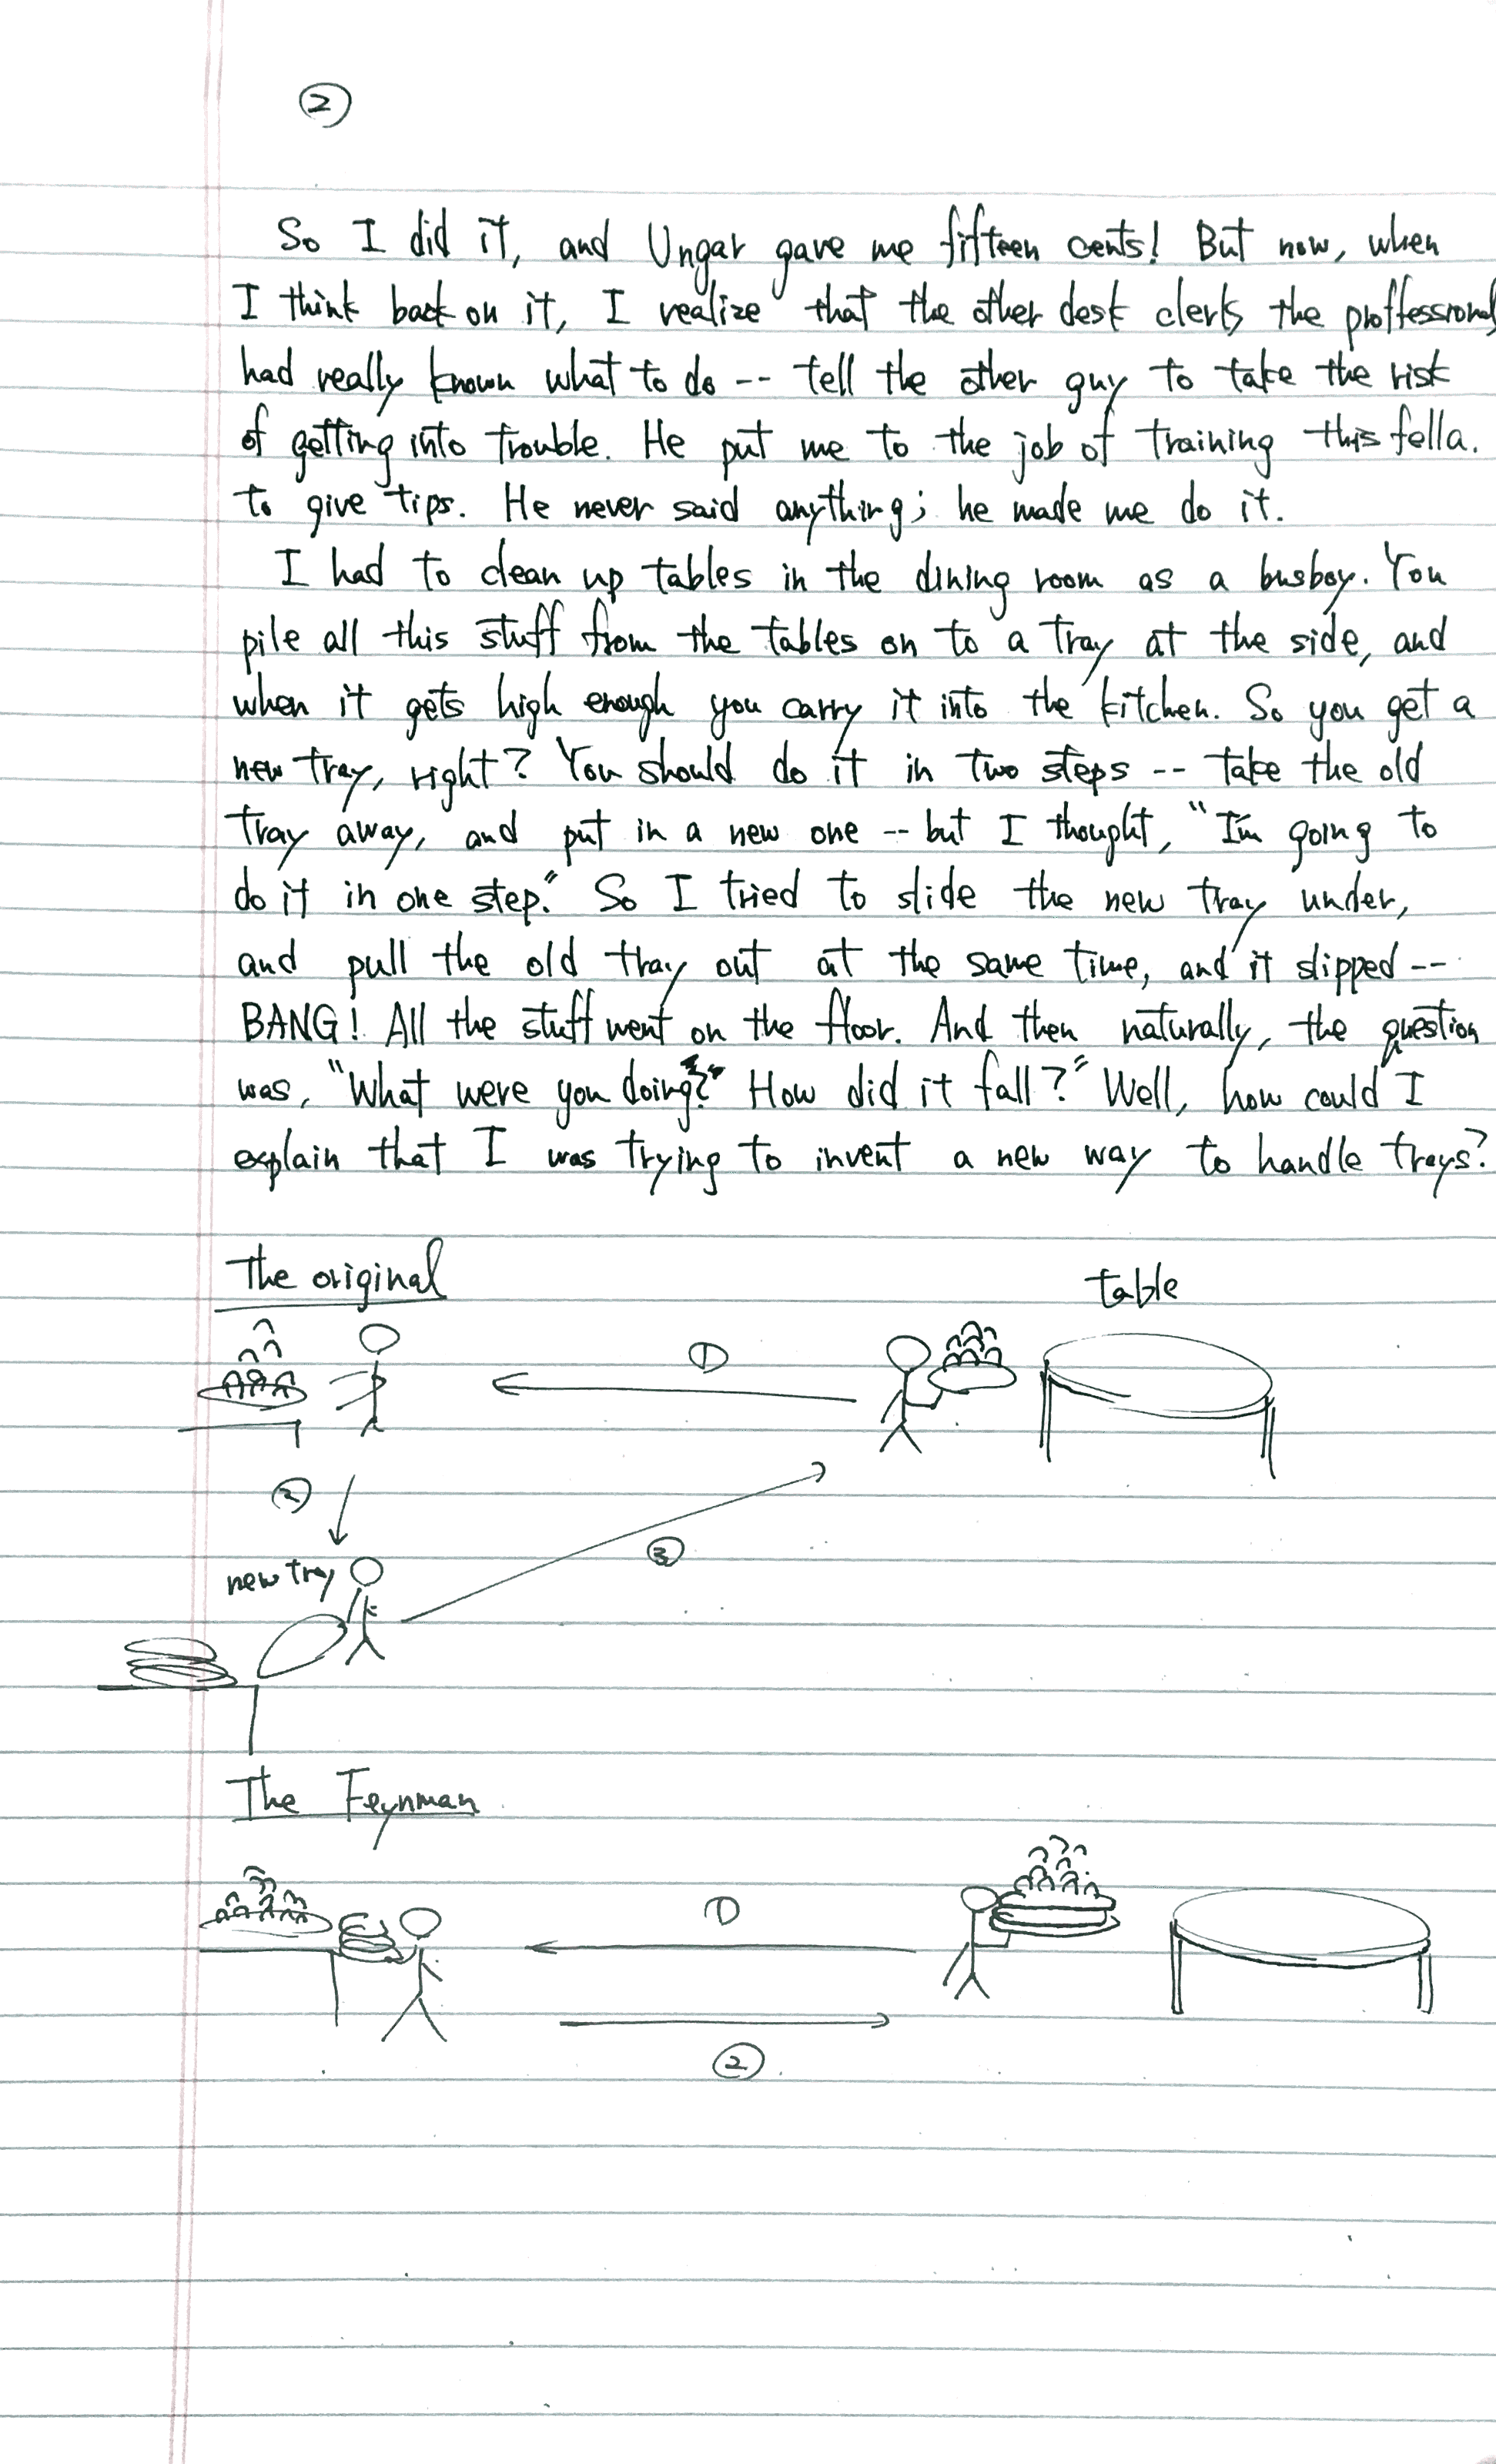 ②
So I did it, and Ungar gave me fifteen cents! But now, when
I think back on it, I realize that the other desk clerk, the proffessional
had really known what to do -- tell the other guy to take the risk
of getting into trouble. He put me to the job of training this fella.
to give tips. He never said anything; he made me do it.
I had to clean up tables in the dining room as a busboy. You
pile all this stuff from the tables on to a tray at the side, and
when it gets high enough you carry it into the kitchen. So you get a
new tray, right? You should do it in two steps -- take the old
tray away, and put in a new one -- but I thought, "I'm going to
do it in one step." So I tried to slide the new tray under,
and pull the old tray out at the same time, and it slipped --
BANG! All the stuff went on the floor. And then naturally, the question
was, "What were you doing? How did it fall?" Well, how could I
explain that I was trying to invent a new way to handle trays?
The original
table
①
②
③
new tray
The Feynman
①
②